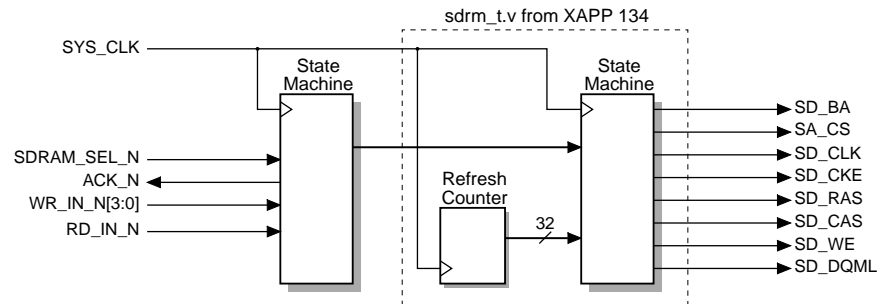 sdrm_t.v from XAPP 134
SYS_CLK
State
Machine
State
Machine
SD_BA
SA_CS
SDRAM_SEL_N
SD_CLK
ACK_N
SD_CKE
Refresh
Counter
WR_IN_N[3:0]
SD_RAS
RD_IN_N
32
SD_CAS
SD_WE
SD_DQML